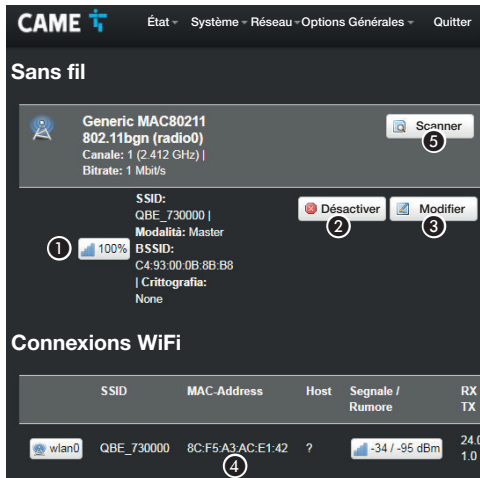 CAME État Système Réseau Options Générales Quitter
Sans fil
Generic MAC80211
802.11bgn (radio0)
Canale: 1 (2.412 GHz) |
Bitrate: 1 Mbit/s
Scanner
5
SSID:
QBE_730000 |
Modalità: Master
BSSID:
C4:93:00:0B:8B:B8
| Crittografia:
None
1 100%
Désactiver Modifier
2 3
Connexions WiFi
SSID MAC-Address Host Segnale /
Rumore RX
TX
wlan0 QBE_730000 8C:F5:A3:AC:E1:42 ? -34 / -95 dBm 24.0
1.0
4